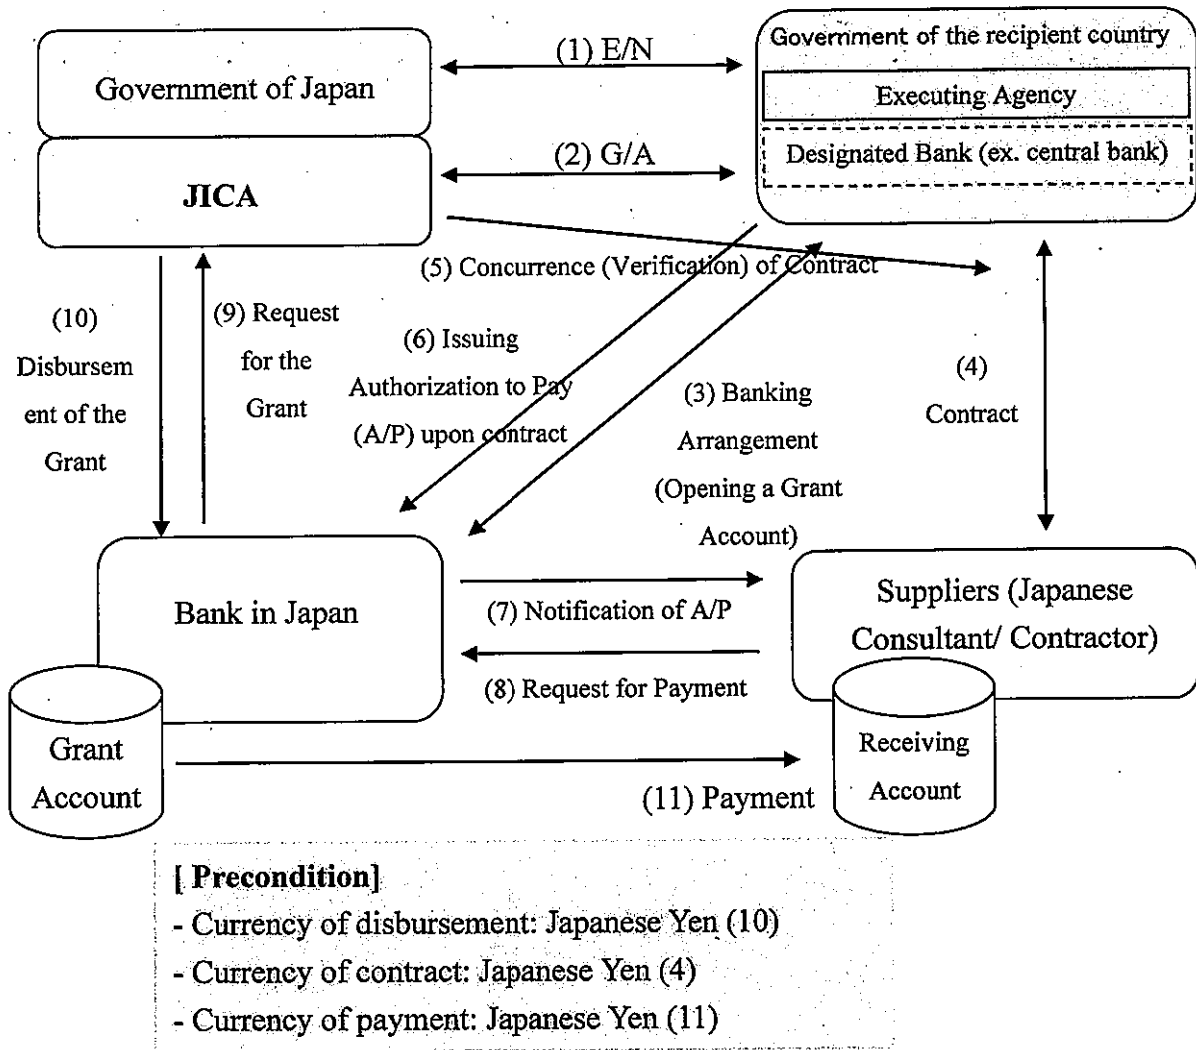 Government of Japan
JICA
(1) E/N
(2) G/A
Government of the recipient country
Executing Agency
Designated Bank (ex. central bank)
(5) Concurrence (Verification) of Contract
(10)
Disbursem
ent of the
Grant
(9) Request
for the
Grant
(6) Issuing
Authorization to Pay
(A/P) upon contract
(3) Banking
Arrangement
(Opening a Grant
Account)
(4)
Contract
Bank in Japan
(7) Notification of A/P
(8) Request for Payment
Suppliers (Japanese
Consultant/ Contractor)
Grant
Account
(11) Payment
Receiving
Account
[ Precondition]
- Currency of disbursement: Japanese Yen (10)
- Currency of contract: Japanese Yen (4)
- Currency of payment: Japanese Yen (11)